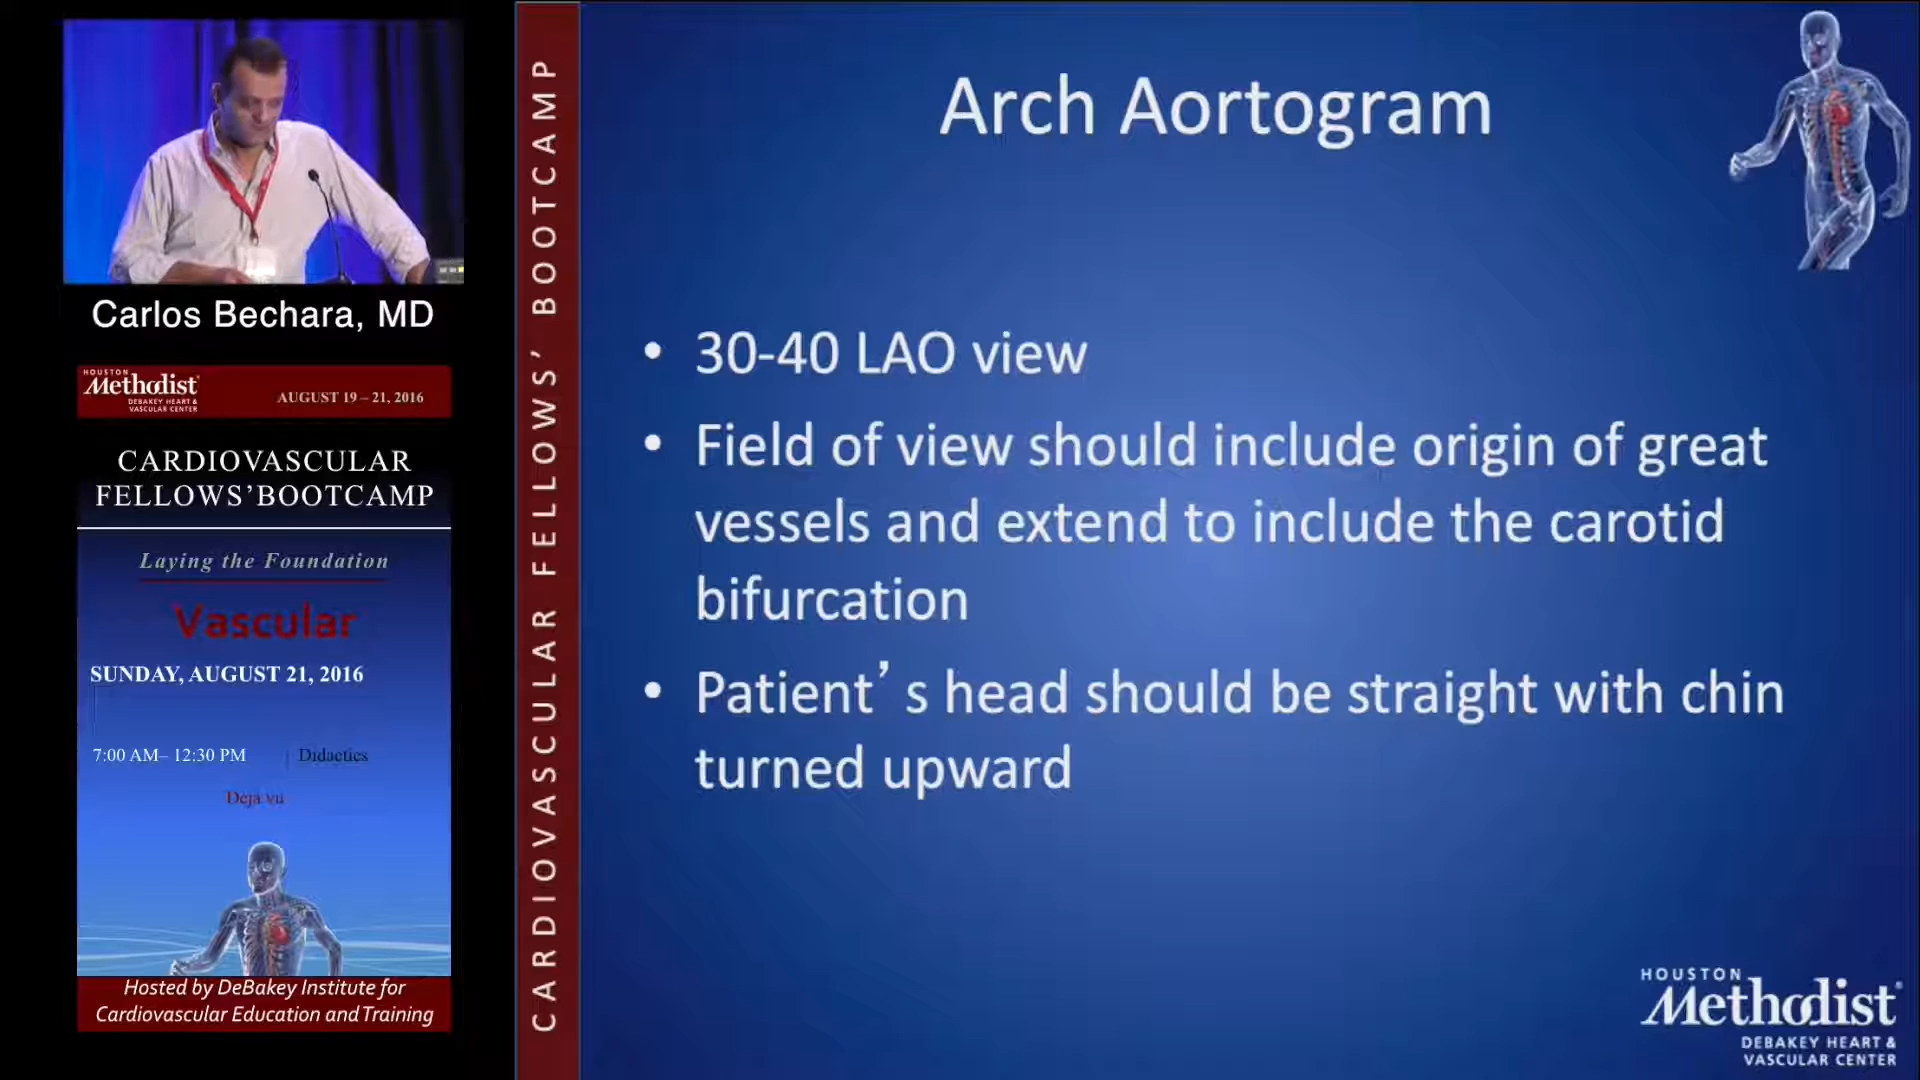 Carlos Bechara, MD
HOUSTON
Methodist
DEBAKEY HEART &
VASCULAR CENTER
AUGUST 19 – 21, 2016
CARDIOVASCULAR
FELLOWS’BOOTCAMP
Laying the Foundation
Vascular
SUNDAY, AUGUST 21, 2016
7:00 AM– 12:30 PM
Didactics
Deja vu
Hosted by DeBakey Institute for
Cardiovascular Education and Training
CARDIOVASCULAR FELLOWS’ BOOTCAMP
Arch Aortogram
• 30-40 LAO view
• Field of view should include origin of great
vessels and extend to include the carotid
bifurcation
• Patient’s head should be straight with chin
turned upward
HOUSTON
Methodist
DEBAKEY HEART &
VASCULAR CENTER